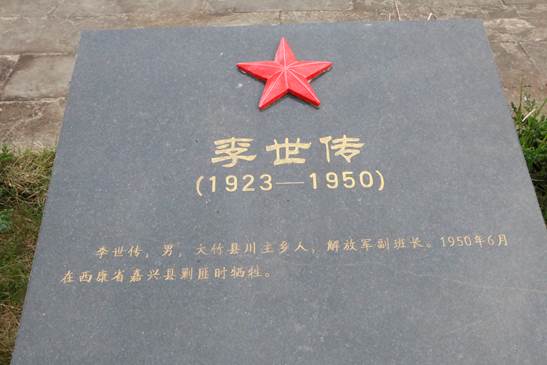 李世传
(1923—1950)
李世传，男，大竹县川主乡人，解放军副班长。1950年6月
在西康省嘉兴县剿匪时牺牲。